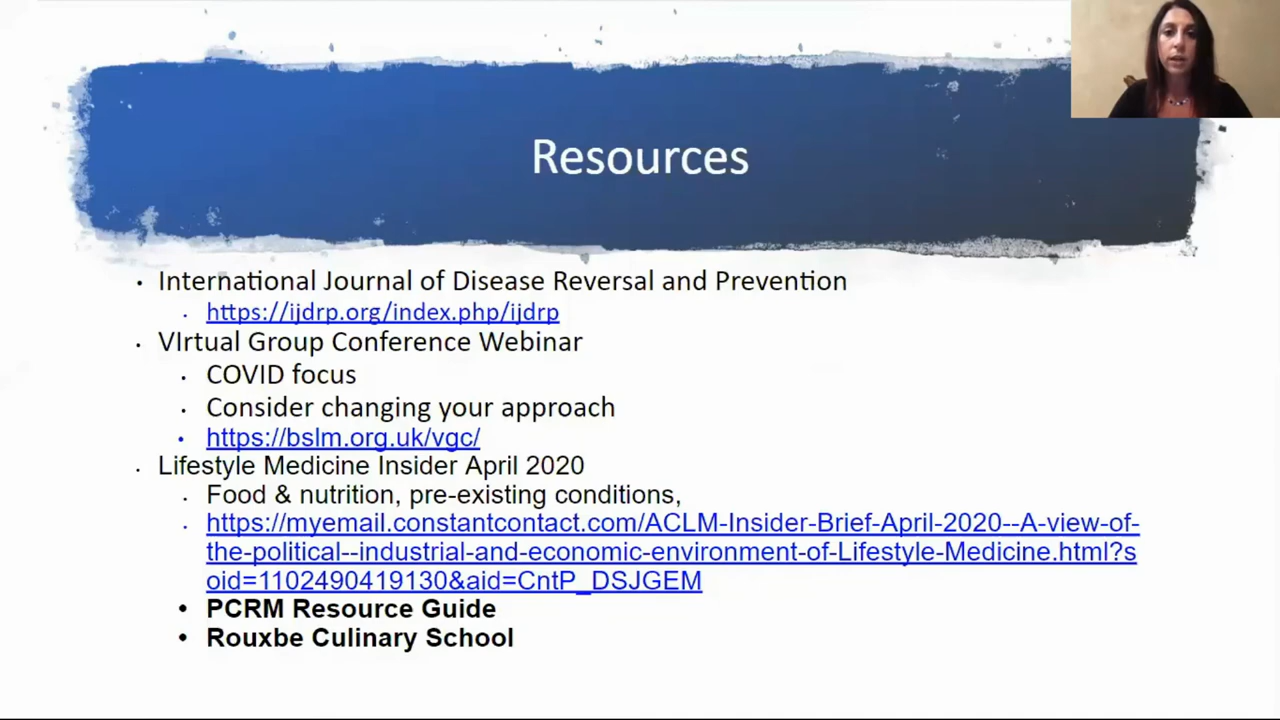 Resources
• International Journal of Disease Reversal and Prevention
• https://ijdrp.org/index.php/ijdrp
• VIrtual Group Conference Webinar
• COVID focus
• Consider changing your approach
• https://bslm.org.uk/vgc/
• Lifestyle Medicine Insider April 2020
• Food & nutrition, pre-existing conditions,
• https://myemail.constantcontact.com/ACLM-Insider-Brief-April-2020--A-view-of-
the-political--industrial-and-economic-environment-of-Lifestyle-Medicine.html?s
oid=1102490419130&aid=CntP_DSJGEM
• PCRM Resource Guide
• Rouxbe Culinary School